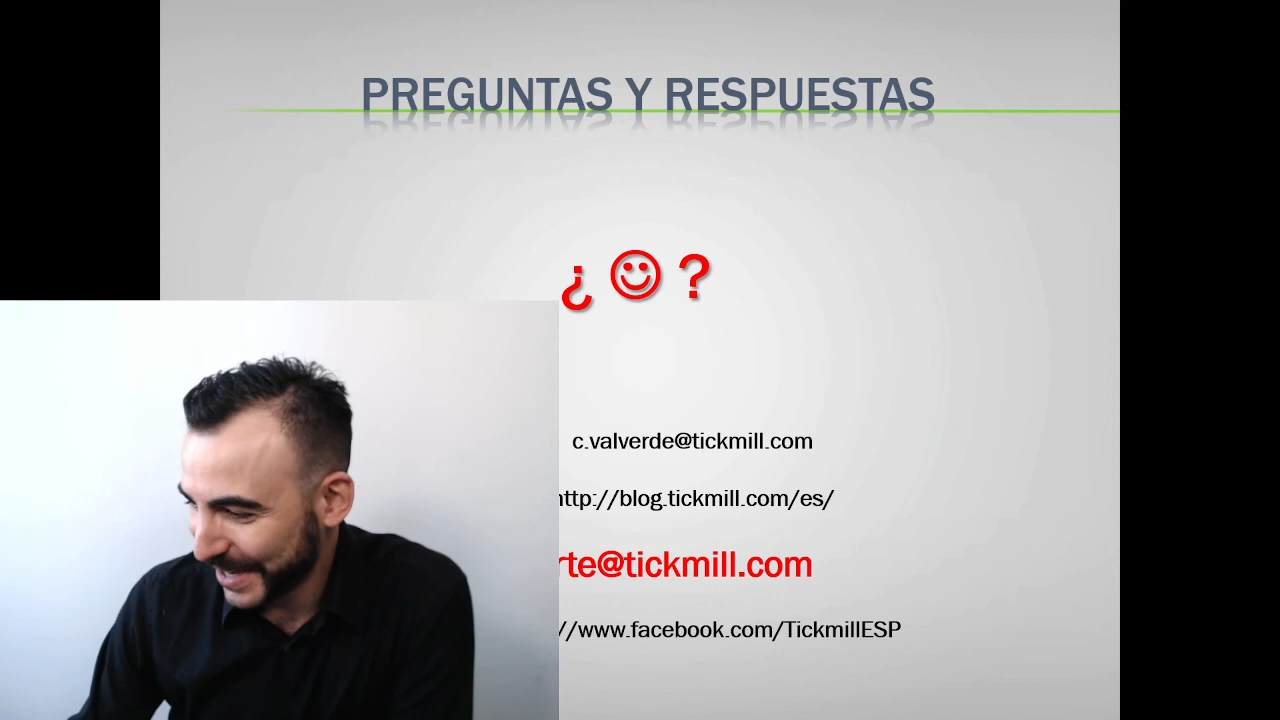 PREGUNTAS Y RESPUESTAS
¿ ☺ ?
c.valverde@tickmill.com
http://blog.tickmill.com/es/
rte@tickmill.com
//www.facebook.com/TickmillESP